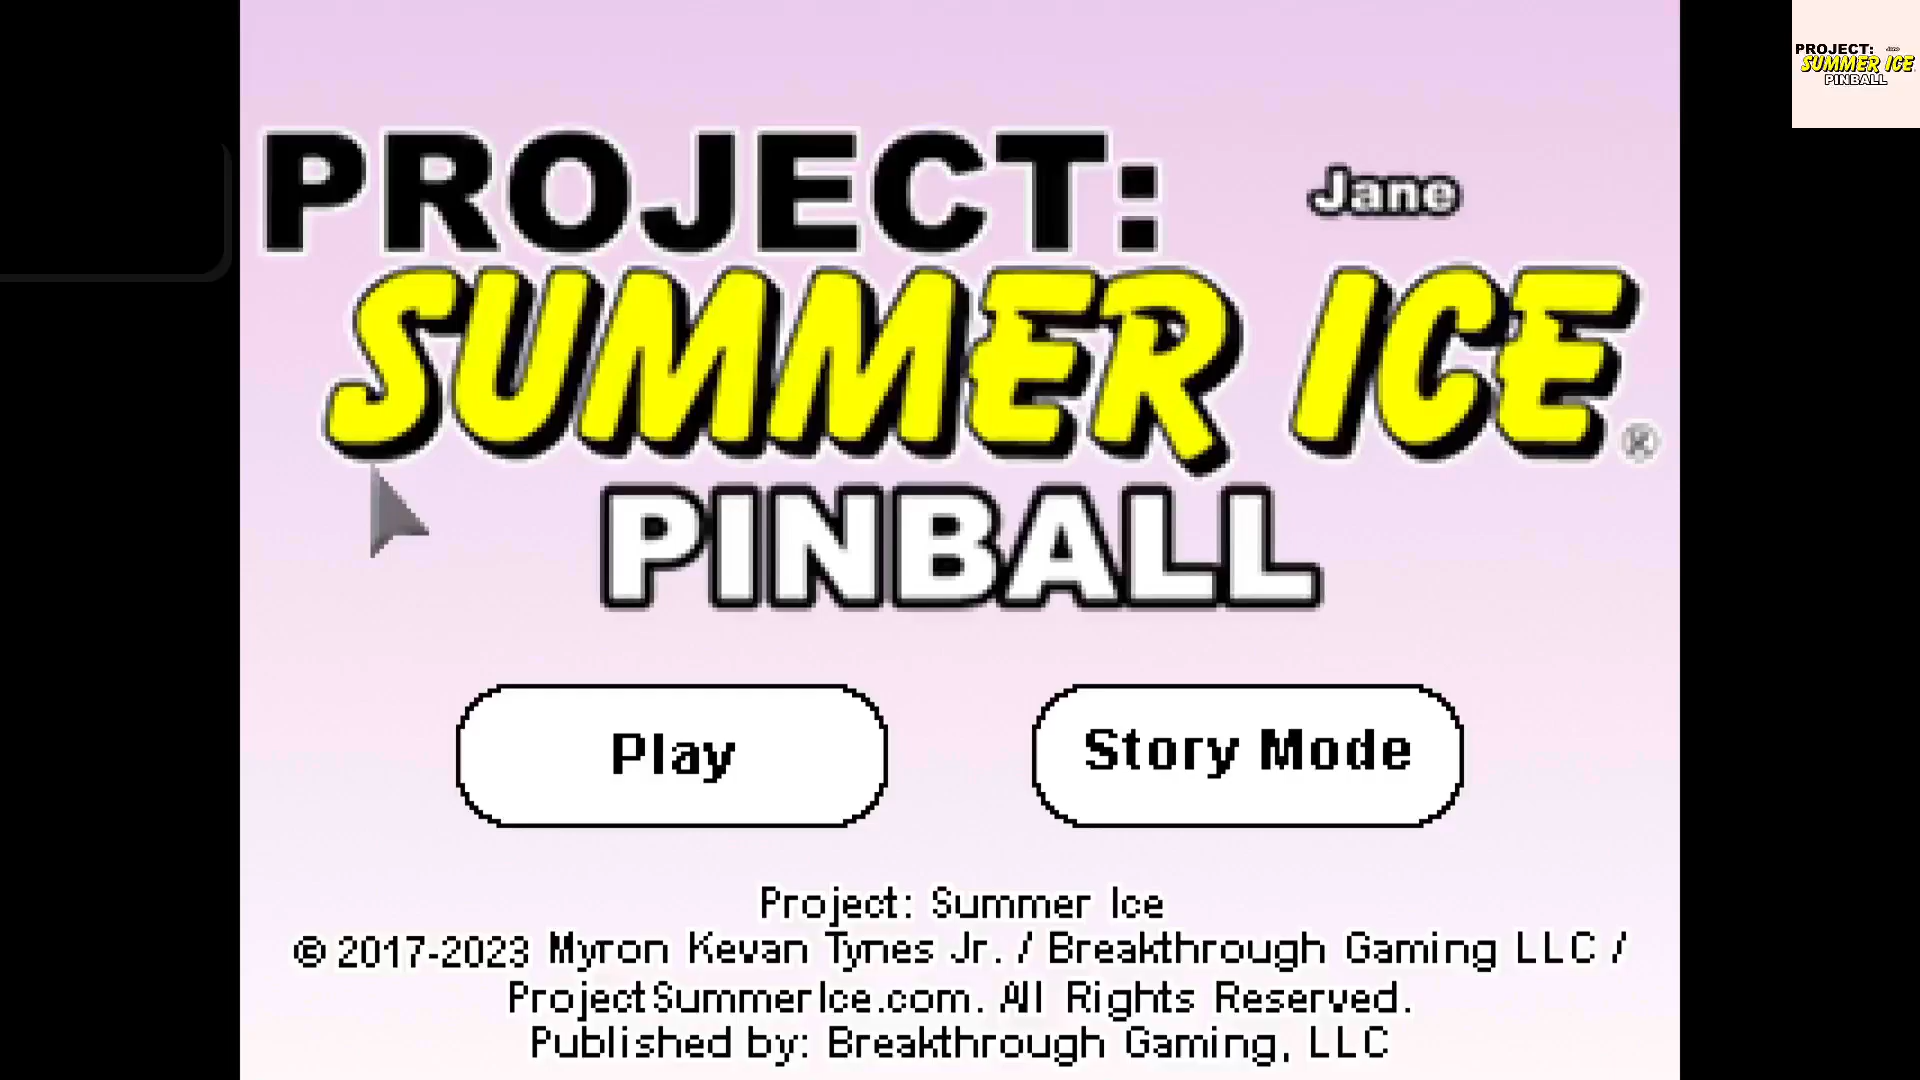 PROJECT:
Jane
SUMMER ICE®
PINBALL
Play
Story Mode
Project: Summer Ice
© 2017-2023 Myron Kevan Tynes Jr. / Breakthrough Gaming LLC /
ProjectSummerIce.com. All Rights Reserved.
Published by: Breakthrough Gaming, LLC
PROJECT:
Jane
SUMMER ICE
PINBALL